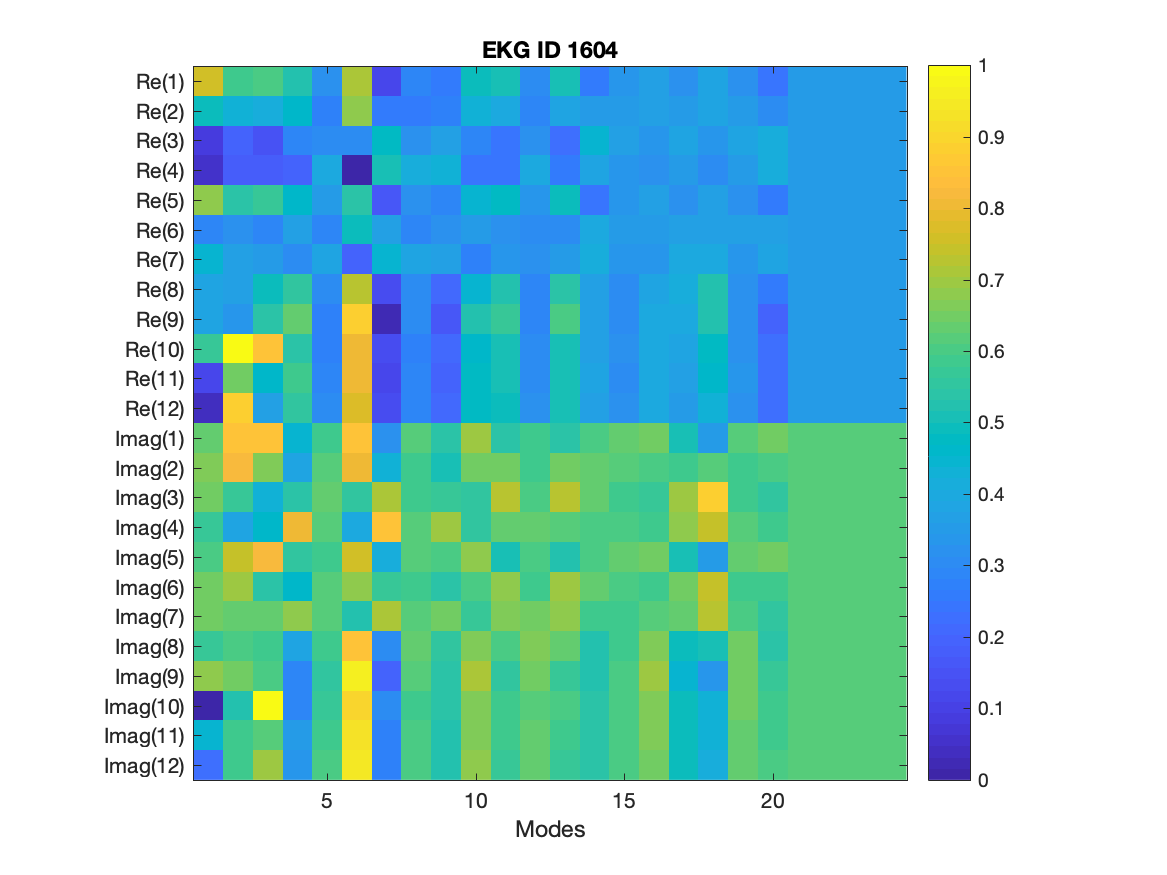 EKG ID 1604
Re(1)
Re(2)
Re(3)
Re(4)
Re(5)
Re(6)
Re(7)
Re(8)
Re(9)
Re(10)
Re(11)
Re(12)
Imag(1)
Imag(2)
Imag(3)
Imag(4)
Imag(5)
Imag(6)
Imag(7)
Imag(8)
Imag(9)
Imag(10)
Imag(11)
Imag(12)
5 10 15 20
Modes
1
0.9
0.8
0.7
0.6
0.5
0.4
0.3
0.2
0.1
0